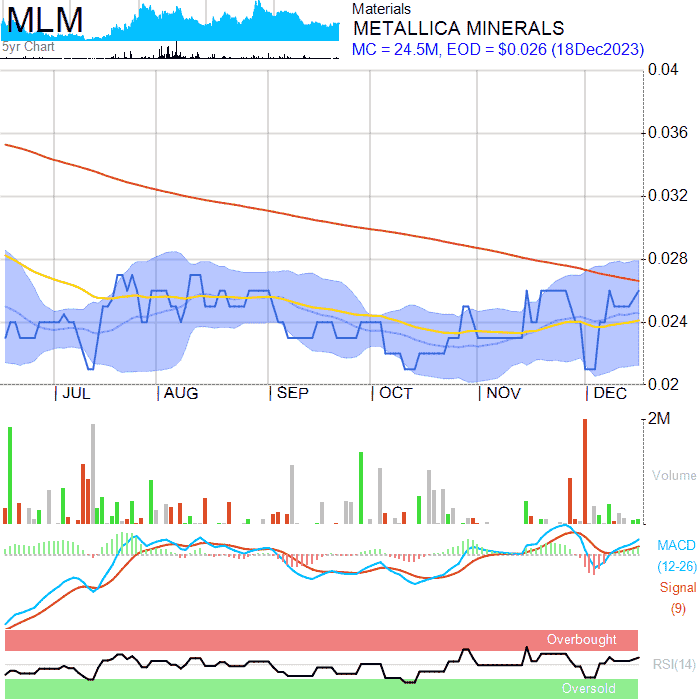 MLM
5yr Chart
Materials
METALLICA MINERALS
MC = 24.5M, EOD = $0.026 (18Dec2023)
0.04
0.036
0.032
0.028
0.024
0.02
JUL AUG SEP OCT NOV DEC
2M
Volume
MACD
(12-26)
Signal
(9)
Overbought
RSI(14)
Oversold